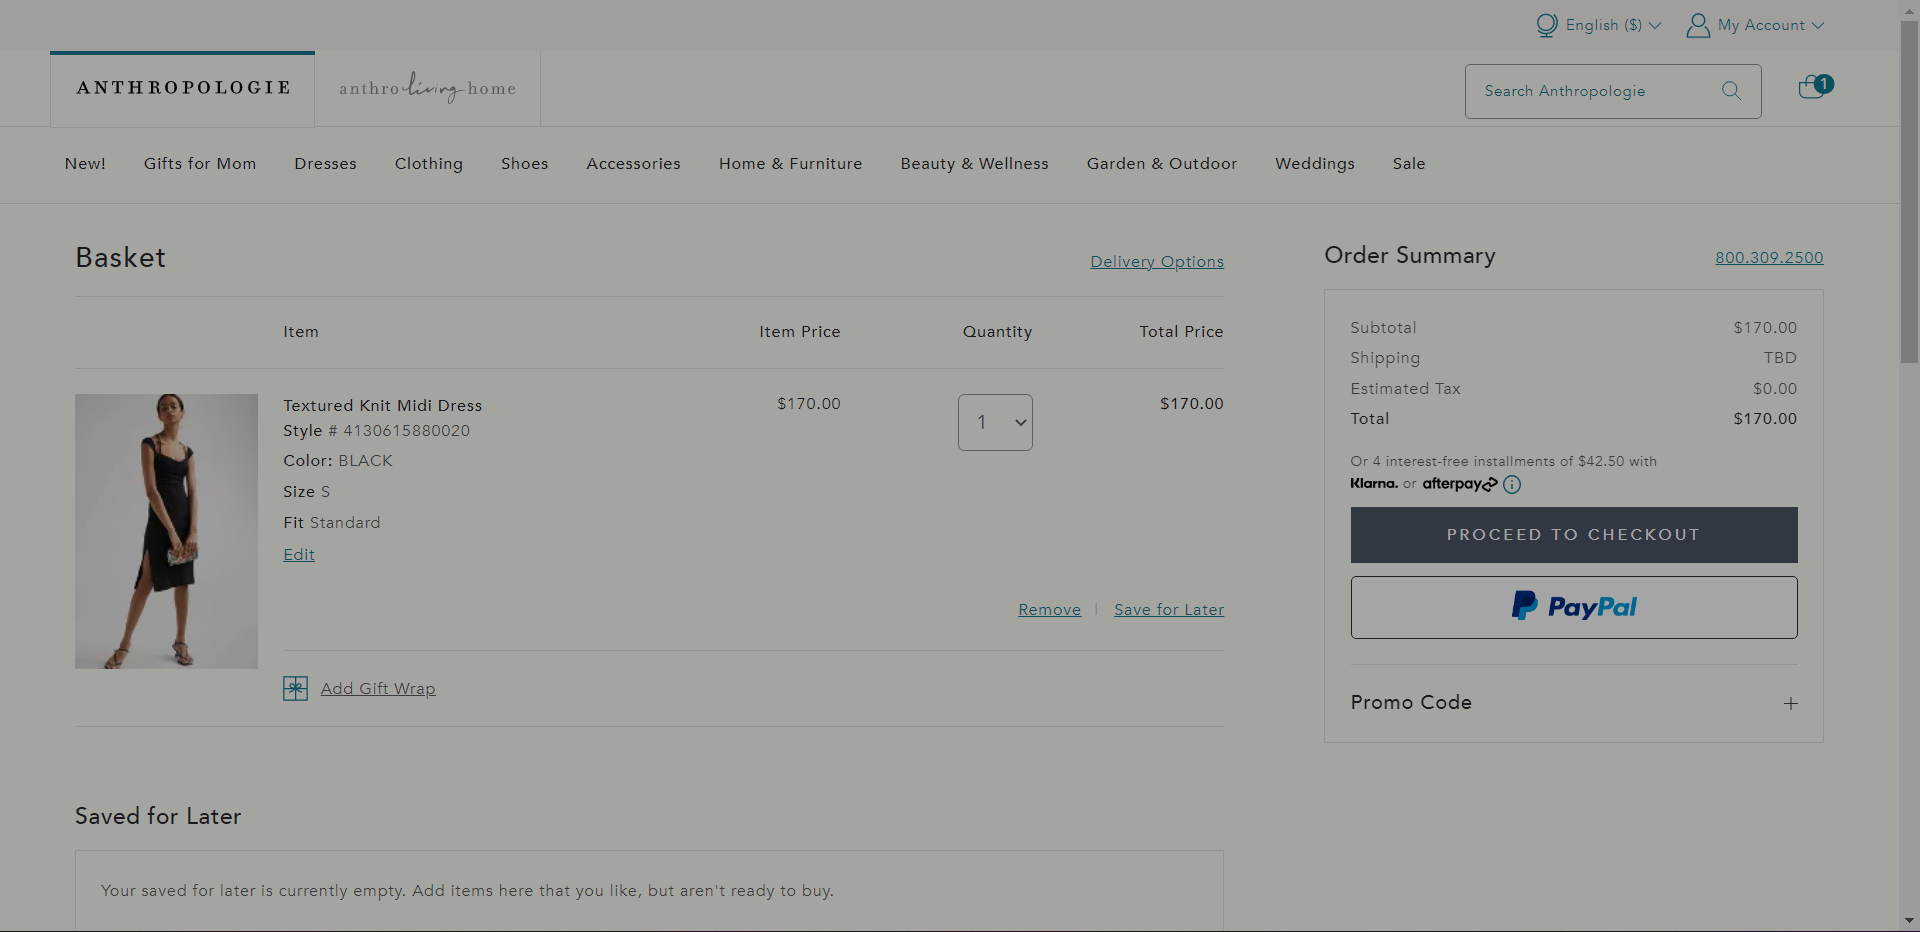 English ($)
My Account
ANTHROPOLOGIE
anthro living home
Search Anthropologie
1
New!
Gifts for Mom
Dresses
Clothing
Shoes
Accessories
Home & Furniture
Beauty & Wellness
Garden & Outdoor
Weddings
Sale
Basket
Delivery Options
Item
Item Price
Quantity
Total Price
Textured Knit Midi Dress
$170.00
1
$170.00
Style # 4130615880020
Color: BLACK
Size S
Fit Standard
Edit
Remove | Save for Later
Add Gift Wrap
Saved for Later
Your saved for later is currently empty. Add items here that you like, but aren't ready to buy.
Order Summary
800.309.2500
Subtotal $170.00
Shipping TBD
Estimated Tax $0.00
Total $170.00
Or 4 interest-free installments of $42.50 with
Klarna. or afterpay
PROCEED TO CHECKOUT
PayPal
Promo Code +